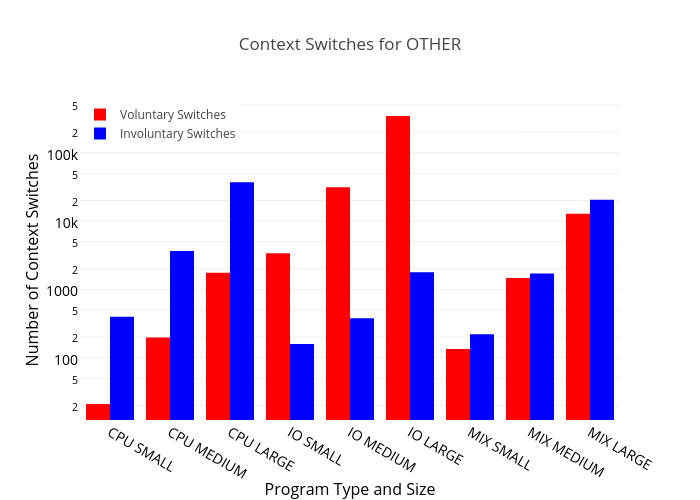 Context Switches for OTHER
Voluntary Switches
Involuntary Switches
Number of Context Switches
5
2
100k
5
2
10k
5
2
1000
5
2
100
5
2
CPU SMALL
CPU MEDIUM
CPU LARGE
IO SMALL
IO MEDIUM
IO LARGE
MIX SMALL
MIX MEDIUM
MIX LARGE
Program Type and Size